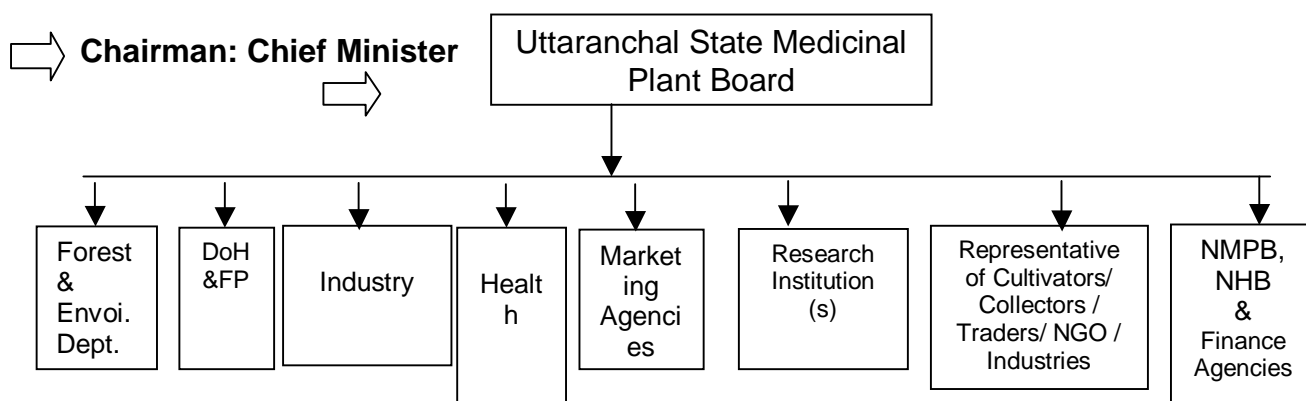 Chairman: Chief Minister
Uttaranchal State Medicinal
Plant Board
Forest
&
Envoi.
Dept.
DoH
&FP
Industry
Healt
h
Market
ing
Agenci
es
Research
Institution
(s)
Representative
of Cultivators/
Collectors /
Traders/ NGO /
Industries
NMPB,
NHB
&
Finance
Agencies